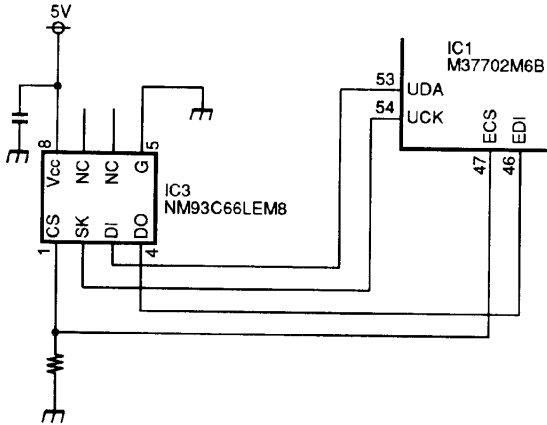 5V
IC1
M37702M6B
53
UDA
54
UCK
ECS
EDI
47
46
8
5
Vcc
NC
NC
G
IC3
NM93C66LEM8
CS
SK
DI
DO
1
4